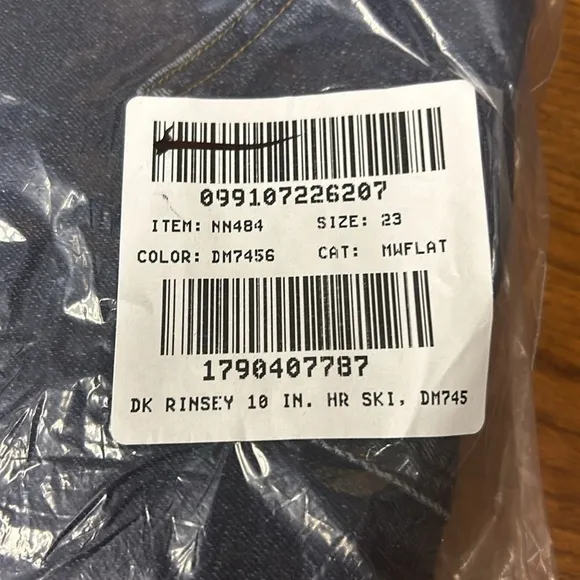 099107226207
ITEM: NN484 SIZE: 23
COLOR: DM7456 CAT: MWFLAT
1790407787
DK RINSEY 10 IN. HR SKI, DM745